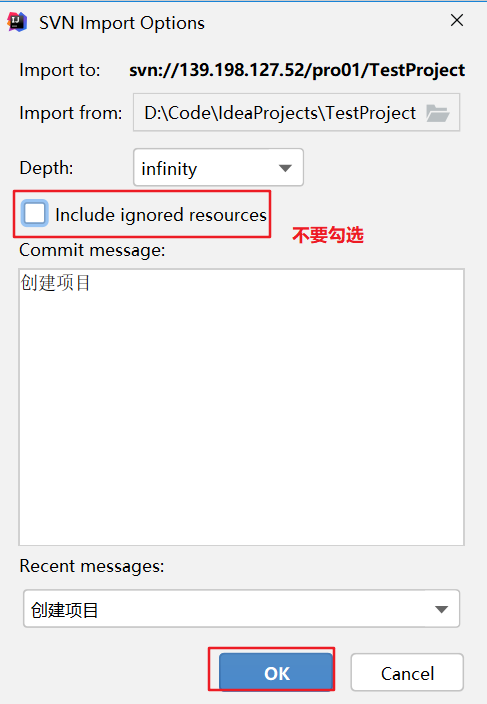 SVN Import Options
Import to: svn://139.198.127.52/pro01/TestProject
Import from: D:\Code\IdeaProjects\TestProject
Depth: infinity
Include ignored resources
不要勾选
Commit message:
创建项目
Recent messages:
创建项目
OK Cancel